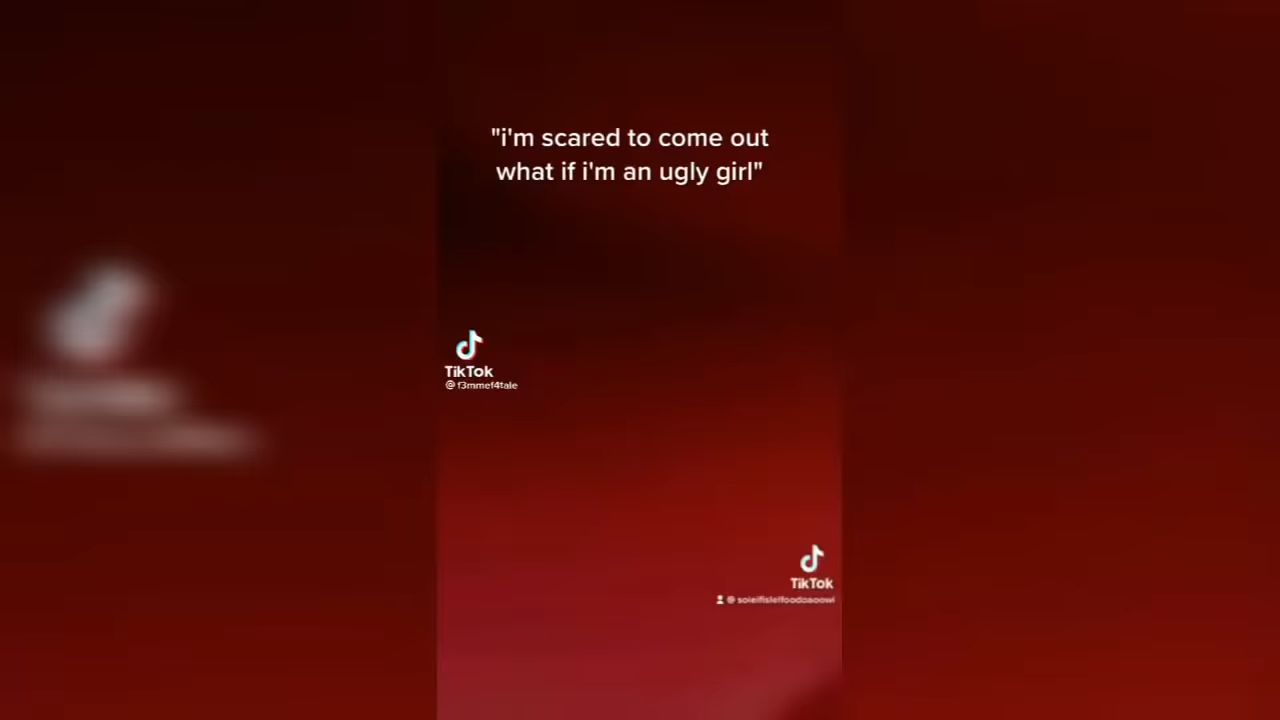 "i'm scared to come out
what if i'm an ugly girl"
TikTok
@f3mmef4tale
TikTok